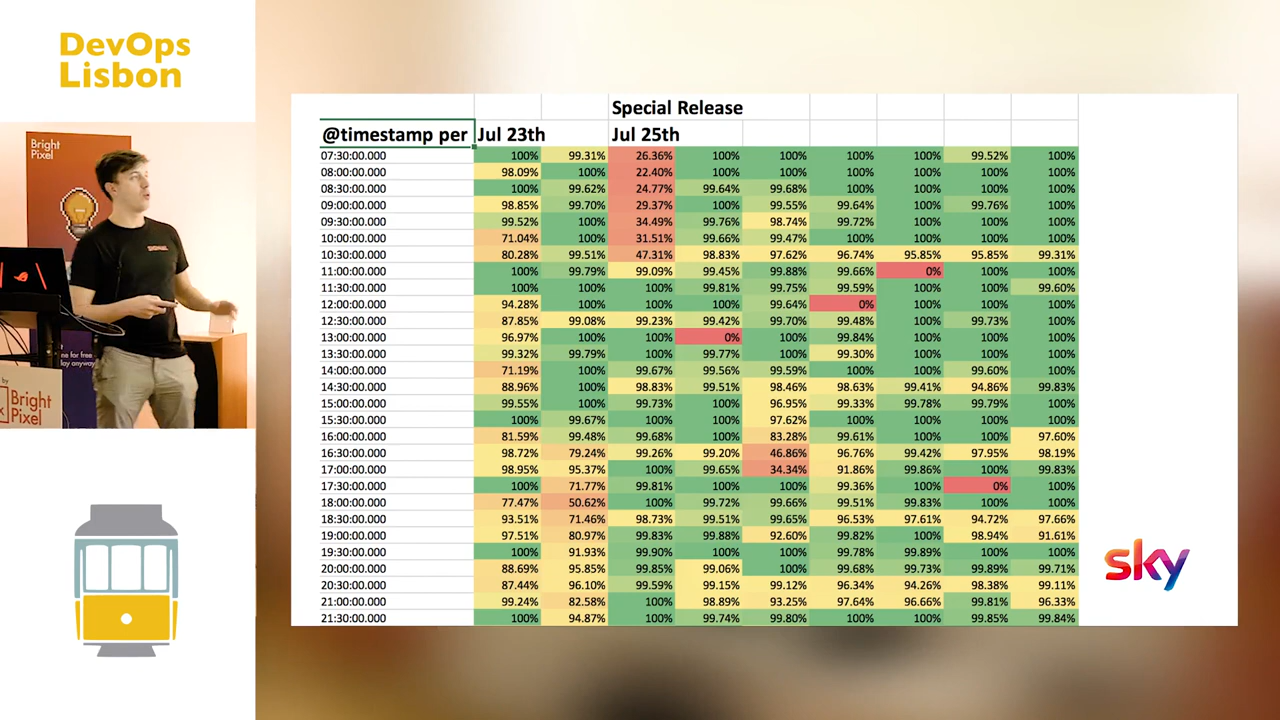 DevOps
Lisbon
Bright
Pixel
Bright
Pixel
Special Release
@timestamp per Jul 23th Jul 25th
07:30:00.000 100% 99.31% 26.36% 100% 100% 100% 100% 99.52% 100%
08:00:00.000 98.09% 100% 22.40% 100% 100% 100% 100% 100% 100%
08:30:00.000 100% 99.62% 24.77% 99.64% 99.68% 100% 100% 100% 100%
09:00:00.000 98.85% 99.70% 29.37% 100% 99.55% 99.64% 100% 99.76% 100%
09:30:00.000 99.52% 100% 34.49% 99.76% 98.74% 99.72% 100% 100% 100%
10:00:00.000 71.04% 100% 31.51% 99.66% 99.47% 100% 100% 100% 100%
10:30:00.000 80.28% 99.51% 47.31% 98.83% 97.62% 96.74% 95.85% 95.85% 99.31%
11:00:00.000 100% 99.79% 99.09% 99.45% 99.88% 99.66% 0% 100% 100%
11:30:00.000 100% 100% 100% 99.81% 99.75% 99.59% 100% 100% 99.60%
12:00:00.000 94.28% 100% 100% 100% 99.64% 0% 100% 100% 100%
12:30:00.000 87.85% 99.08% 99.23% 99.42% 99.70% 99.48% 100% 99.73% 100%
13:00:00.000 96.97% 100% 100% 0% 100% 99.84% 100% 100% 100%
13:30:00.000 99.32% 99.79% 100% 99.77% 100% 99.30% 100% 100% 100%
14:00:00.000 71.19% 100% 99.67% 99.56% 99.59% 100% 100% 99.60% 100%
14:30:00.000 88.96% 100% 98.83% 99.51% 98.46% 98.63% 99.41% 94.86% 99.83%
15:00:00.000 99.55% 100% 99.73% 100% 96.95% 99.33% 99.78% 99.79% 100%
15:30:00.000 100% 99.67% 100% 100% 97.62% 100% 100% 100% 100%
16:00:00.000 81.59% 99.48% 99.68% 100% 83.28% 99.61% 100% 100% 97.60%
16:30:00.000 98.72% 79.24% 99.26% 99.20% 46.86% 96.76% 99.42% 97.95% 98.19%
17:00:00.000 98.95% 95.37% 100% 99.65% 34.34% 91.86% 99.86% 100% 99.83%
17:30:00.000 100% 71.77% 99.81% 100% 100% 99.36% 100% 0% 100%
18:00:00.000 77.47% 50.62% 100% 99.72% 99.66% 99.51% 99.83% 100% 100%
18:30:00.000 93.51% 71.46% 98.73% 99.51% 99.65% 96.53% 97.61% 94.72% 97.66%
19:00:00.000 97.51% 80.97% 99.83% 99.88% 92.60% 99.82% 100% 98.94% 91.61%
19:30:00.000 100% 91.93% 99.90% 100% 100% 99.78% 99.89% 100% 100%
20:00:00.000 88.69% 95.85% 99.85% 99.06% 100% 99.68% 99.73% 99.89% 99.71%
20:30:00.000 87.44% 96.10% 99.59% 99.15% 99.12% 96.34% 94.26% 98.38% 99.11%
21:00:00.000 99.24% 82.58% 100% 98.89% 93.25% 97.64% 96.66% 99.81% 96.33%
21:30:00.000 100% 94.87% 100% 99.74% 99.80% 100% 100% 99.85% 99.84%
sky